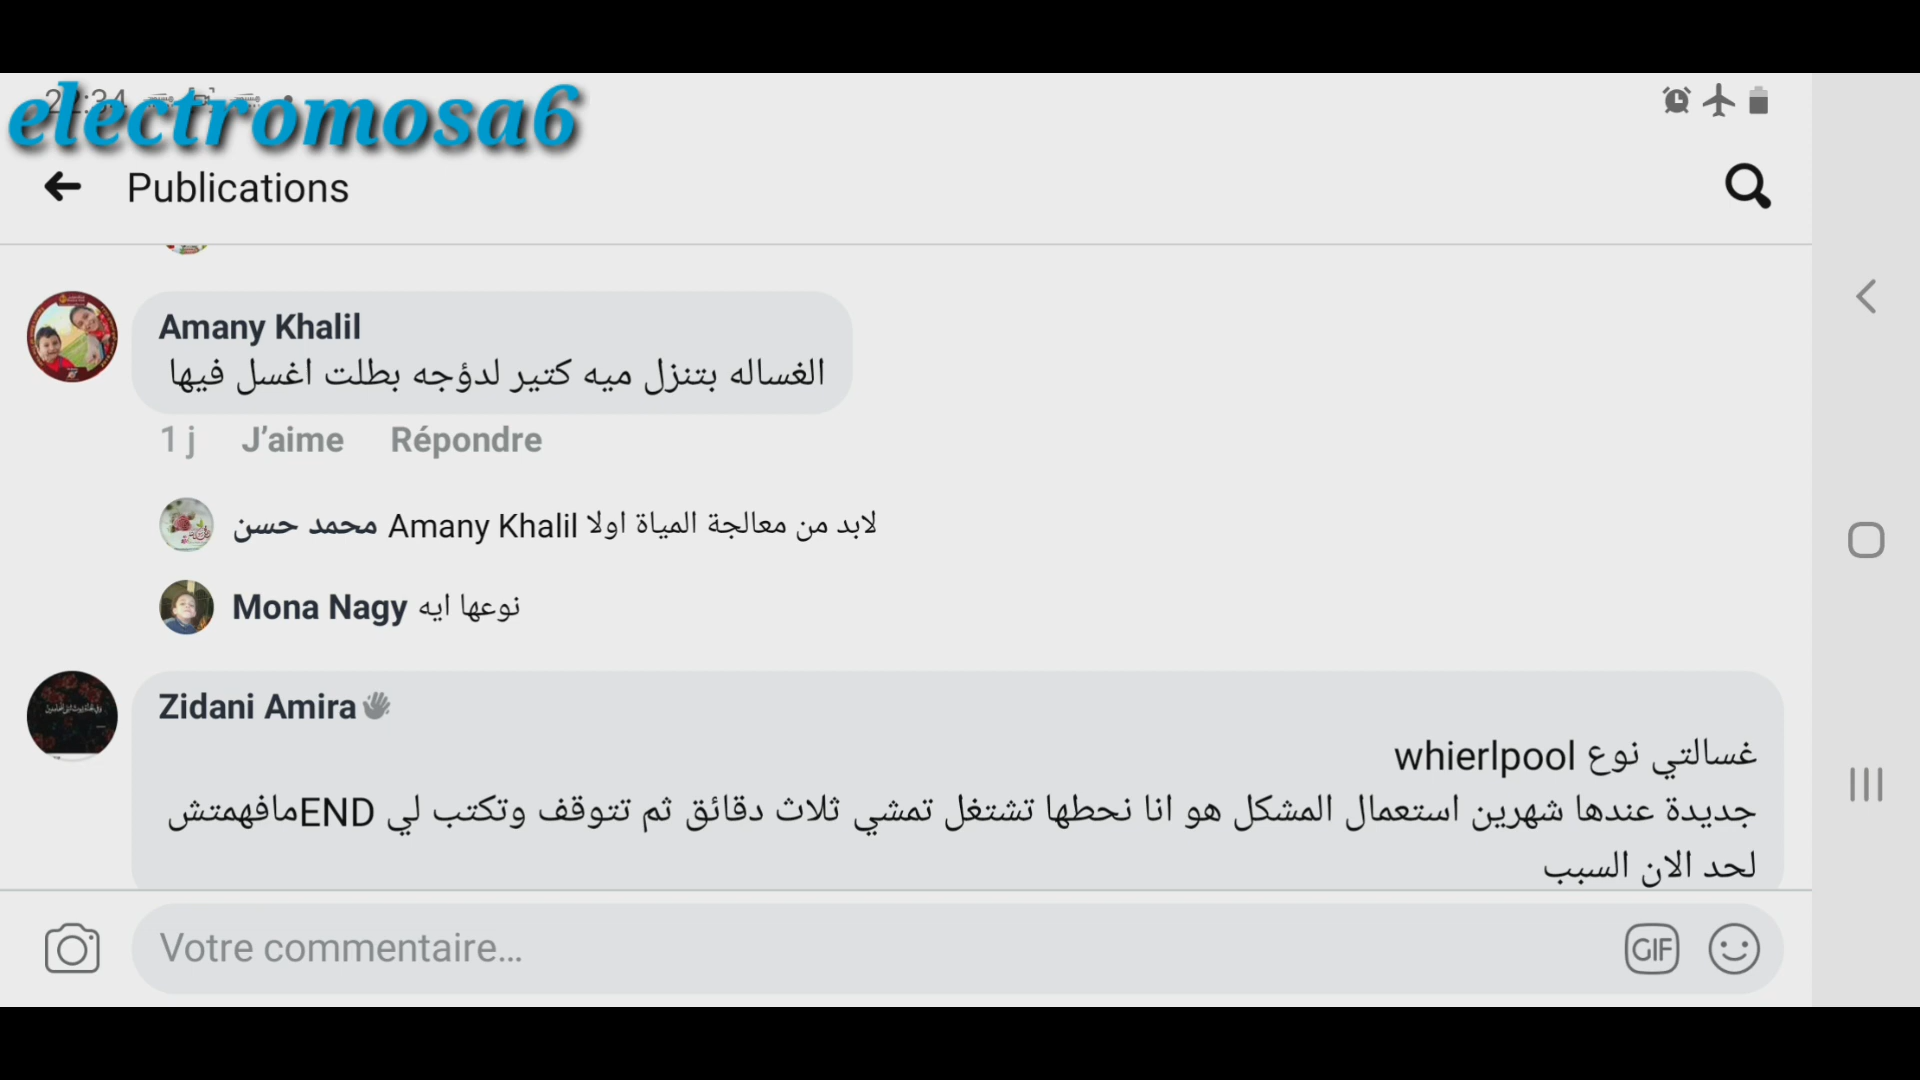 22:34
electromosa6
Publications
Amany Khalil
الغساله بتنزل ميه كتير لدؤجه بطلت اغسل فيها
1 j J’aime Répondre
محمد حسن Amany Khalil لابد من معالجة المياة اولا
Mona Nagy نوعها ايه
Zidani Amira
غسالتي نوع whierlpool
جديدة عندها شهرين استعمال المشكل هو انا نحطها تشتغل تمشي ثلاث دقائق ثم تتوقف وتكتب لي ENDمافهمتش
لحد الان السبب
Votre commentaire...
GIF